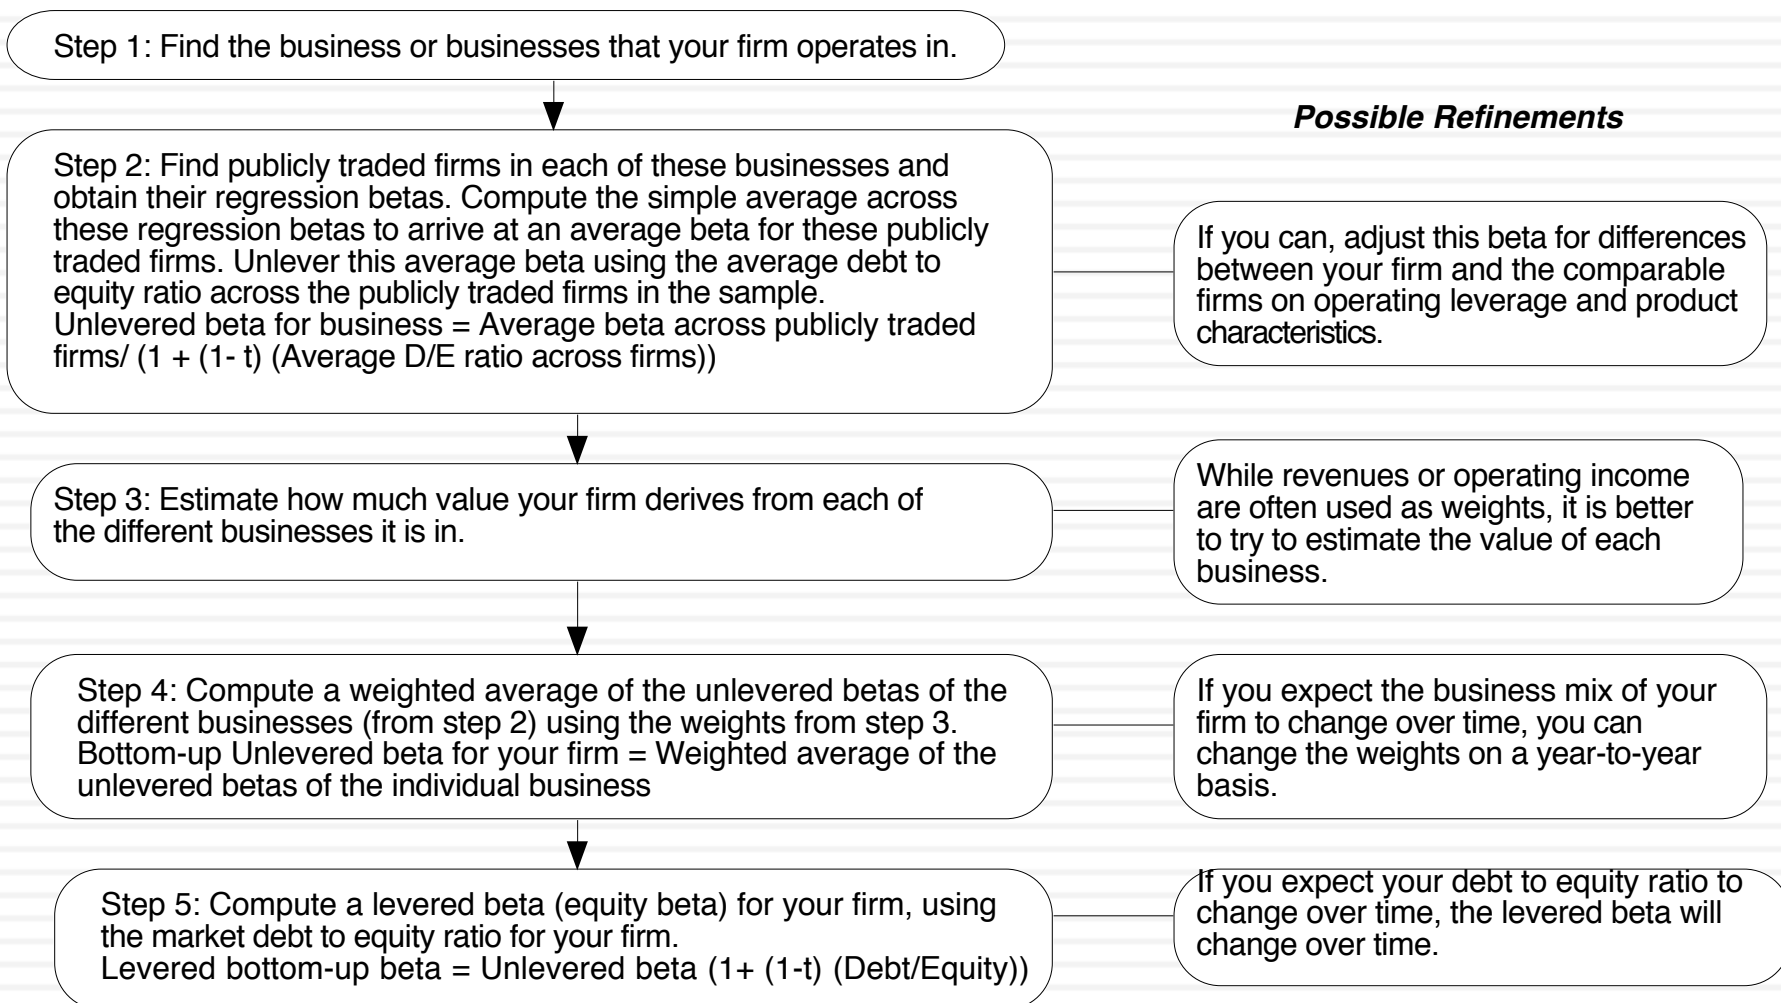 Step 1: Find the business or businesses that your firm operates in.
Possible Refinements
Step 2: Find publicly traded firms in each of these businesses and
obtain their regression betas. Compute the simple average across
these regression betas to arrive at an average beta for these publicly
traded firms. Unlever this average beta using the average debt to
equity ratio across the publicly traded firms in the sample.
Unlevered beta for business = Average beta across publicly traded
firms/ (1 + (1- t) (Average D/E ratio across firms))
If you can, adjust this beta for differences
between your firm and the comparable
firms on operating leverage and product
characteristics.
Step 3: Estimate how much value your firm derives from each of
the different businesses it is in.
While revenues or operating income
are often used as weights, it is better
to try to estimate the value of each
business.
Step 4: Compute a weighted average of the unlevered betas of the
different businesses (from step 2) using the weights from step 3.
Bottom-up Unlevered beta for your firm = Weighted average of the
unlevered betas of the individual business
If you expect the business mix of your
firm to change over time, you can
change the weights on a year-to-year
basis.
Step 5: Compute a levered beta (equity beta) for your firm, using
the market debt to equity ratio for your firm.
Levered bottom-up beta = Unlevered beta (1+ (1-t) (Debt/Equity))
If you expect your debt to equity ratio to
change over time, the levered beta will
change over time.